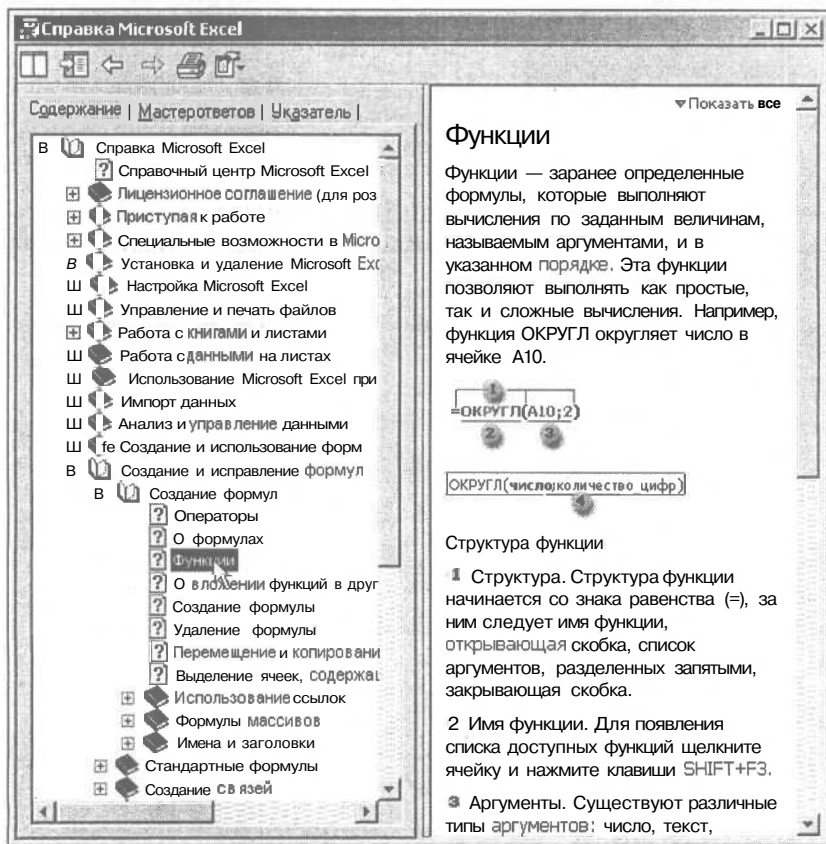 Справка Microsoft Excel
Содержание | Мастерответов | Указатель |
В Справка Microsoft Excel
? Справочный центр Microsoft Excel
Лицензионное соглашение (для роз
Приступая к работе
Специальные возможности в Micro
В Установка и удаление Microsoft Exc
Ш Настройка Microsoft Excel
Ш Управление и печать файлов
Работа с книгами и листами
Ш Работа с данными на листах
Ш Использование Microsoft Excel при
Ш Импорт данных
Ш Анализ и управление данными
Ш fe Создание и использование форм
В Создание и исправление формул
В Создание формул
? Операторы
? О формулах
? Функции
? О вложении функций в друг
? Создание формулы
? Удаление формулы
? Перемещение и копировани
? Выделение ячеек, содержащ
Использование ссылок
Формулы массивов
Имена и заголовки
Стандартные формулы
Создание связей
Показать все
Функции
Функции — заранее определенные
формулы, которые выполняют
вычисления по заданным величинам,
называемым аргументами, и в
указанном порядке. Эта функции
позволяют выполнять как простые,
так и сложные вычисления. Например,
функция ОКРУГЛ округляет число в
ячейке A10.
1
=ОКРУГЛ(A10;2)
2 3
ОКРУГЛ(число;количество цифр)
4
Структура функции
1 Структура. Структура функции
начинается со знака равенства (=), за
ним следует имя функции,
открывающая скобка, список
аргументов, разделенных запятыми,
закрывающая скобка.
2 Имя функции. Для появления
списка доступных функций щелкните
ячейку и нажмите клавиши SHIFT+F3.
3 Аргументы. Существуют различные
типы аргументов: число, текст,